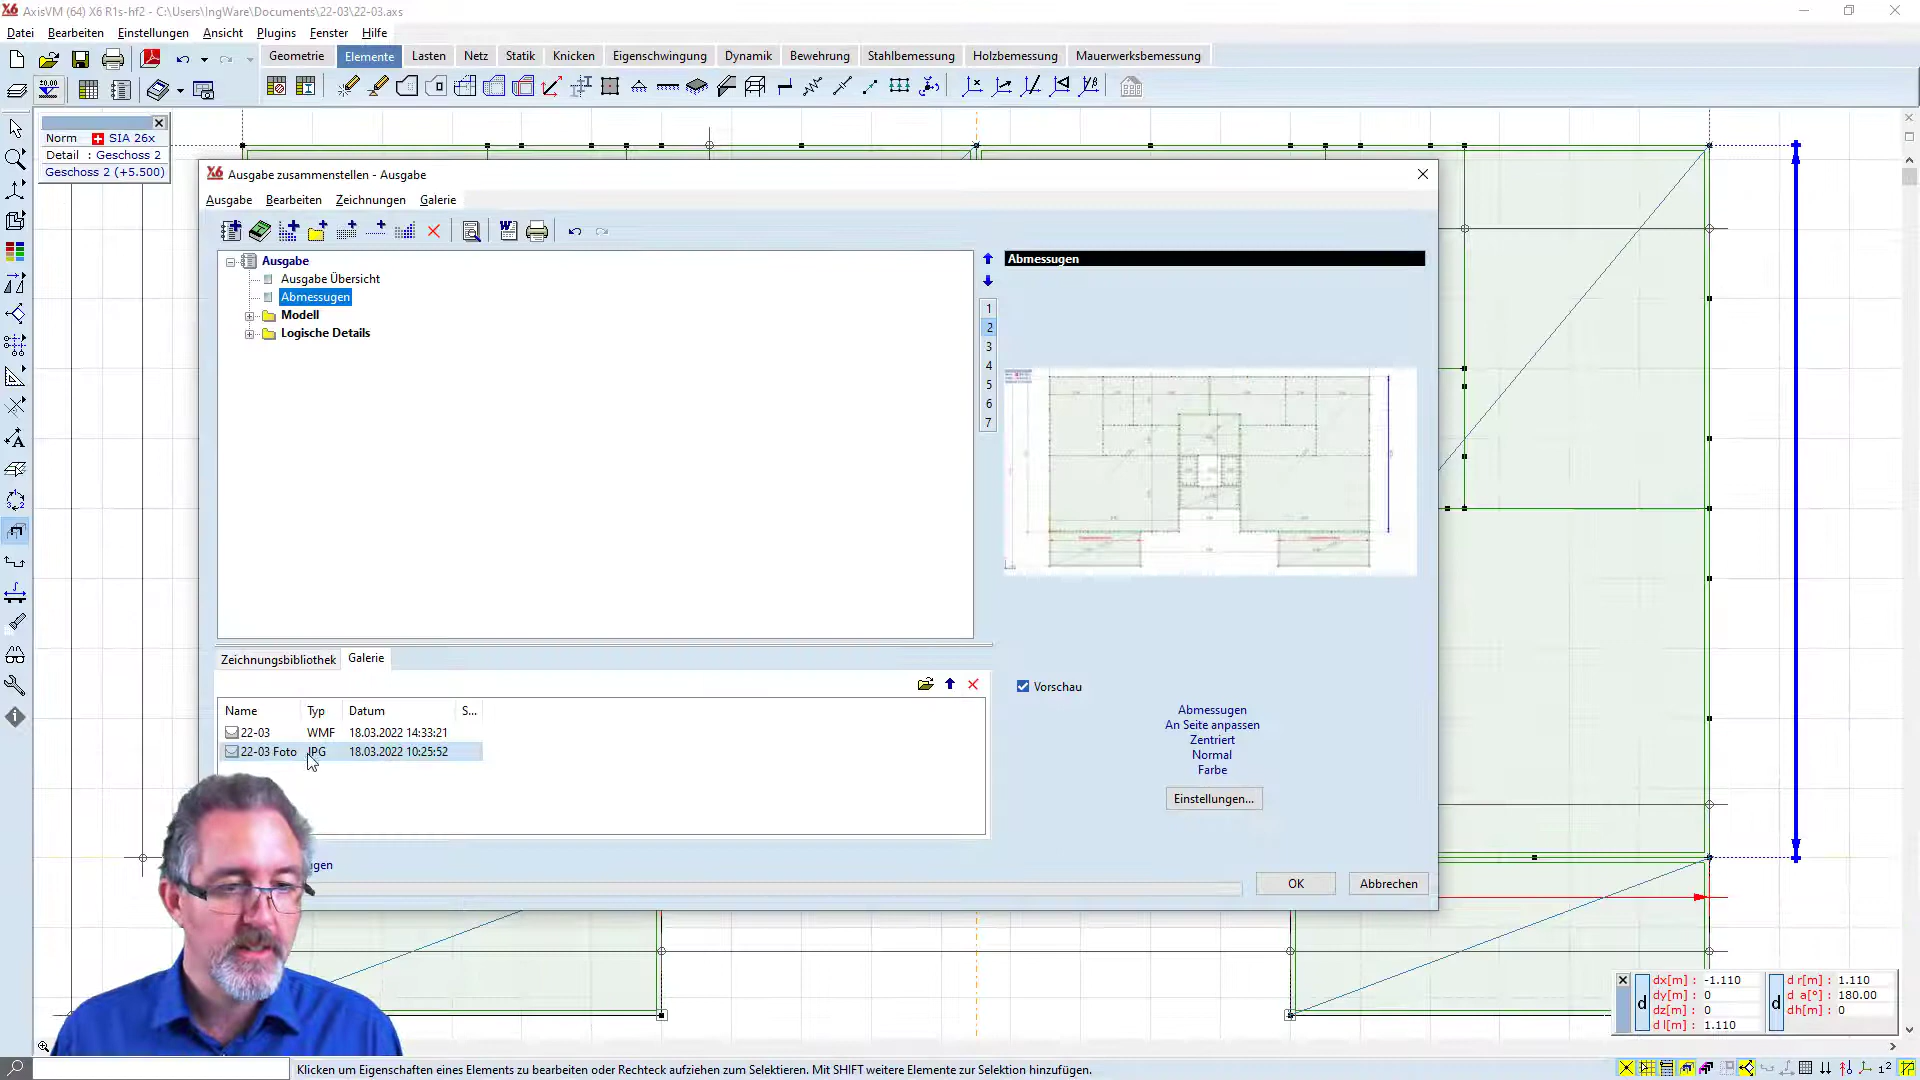 AxisVM (64) X6 R1s-hf2 - C:\Users\IngWare\Documents\22-03\22-03.axs
Datei Bearbeiten Einstellungen Ansicht Plugins Fenster Hilfe
Geometrie Elemente Lasten Netz Statik Knicken Eigenschwingung Dynamik Bewehrung Stahlbemessung Holzbemessung Mauerwerksbemessung
Norm SIA 26x
Detail : Geschoss 2
Geschoss 2 (+5.500)
Ausgabe zusammenstellen - Ausgabe
Ausgabe Bearbeiten Zeichnungen Galerie
Ausgabe
Ausgabe Übersicht
Abmessugen
Modell
Logische Details
1
2
3
4
5
6
7
Abmessugen
Zeichnungsbibliothek Galerie
Name Typ Datum S...
22-03 WMF 18.03.2022 14:33:21
22-03 Foto JPG 18.03.2022 10:25:52
Vorschau
Abmessugen
An Seite anpassen
Zentriert
Normal
Farbe
Einstellungen...
gen
OK Abbrechen
d dx[m] : -1.110
dy[m] : 0
dz[m] : 0
d l[m] : 1.110
d d r[m] : 1.110
d a[°] : 180.00
d h[m] : 0
Klicken um Eigenschaften eines Elements zu bearbeiten oder Rechteck aufziehen zum Selektieren. Mit SHIFT weitere Elemente zur Selektion hinzufügen.